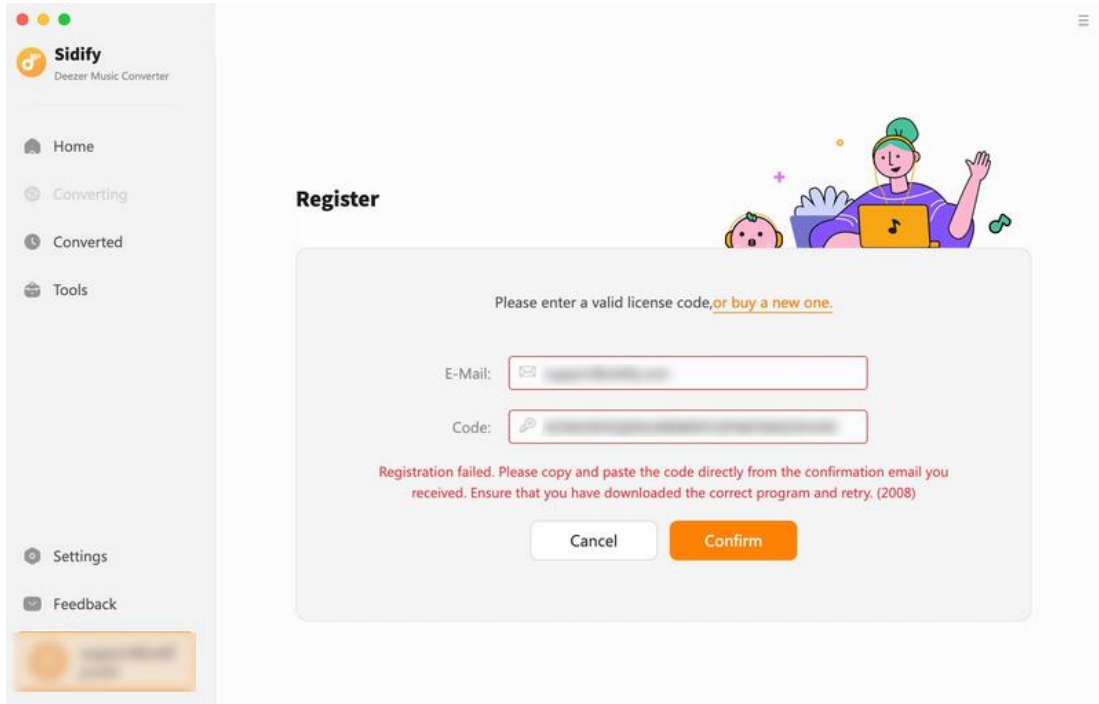 Sidify
Deezer Music Converter
Home
Converting
Converted
Tools
Settings
Feedback
Register
Please enter a valid license code,or buy a new one.
E-Mail:
Code:
Registration failed. Please copy and paste the code directly from the confirmation email you
received. Ensure that you have downloaded the correct program and retry. (2008)
Cancel
Confirm